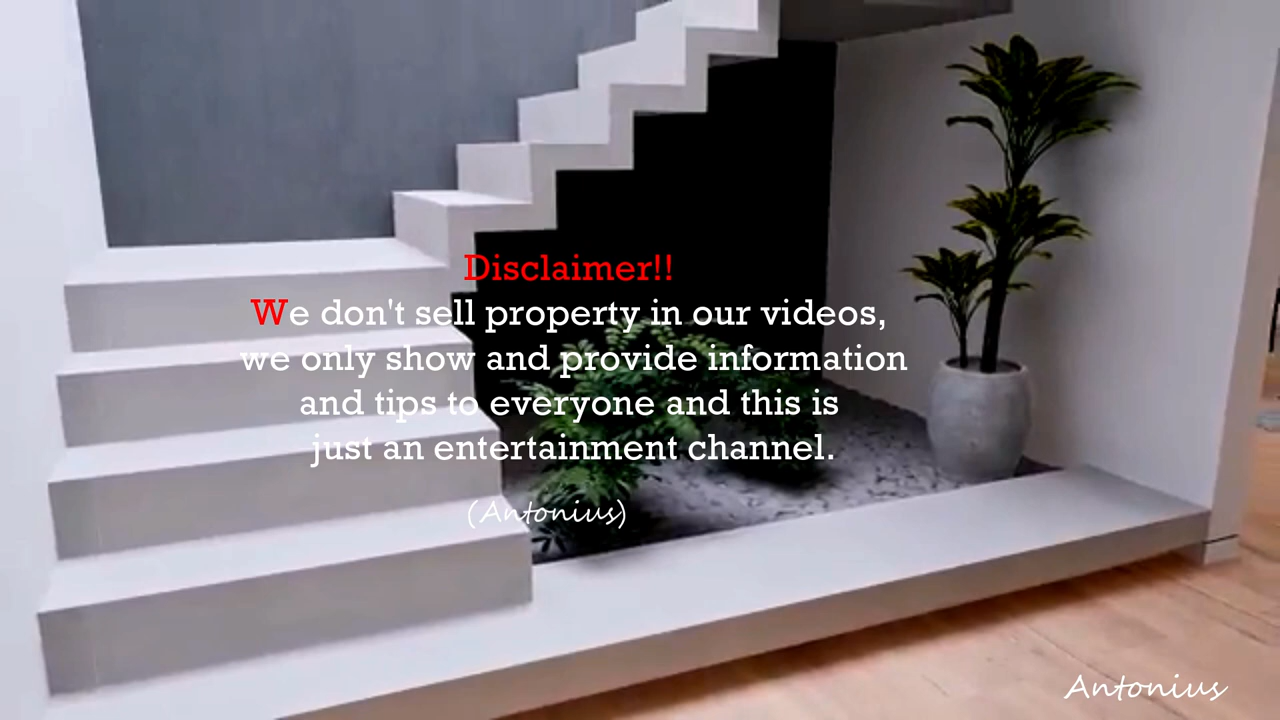 Disclaimer!!
We don't sell property in our videos,
we only show and provide information
and tips to everyone and this is
just an entertainment channel.
(Antonius)
Antonius